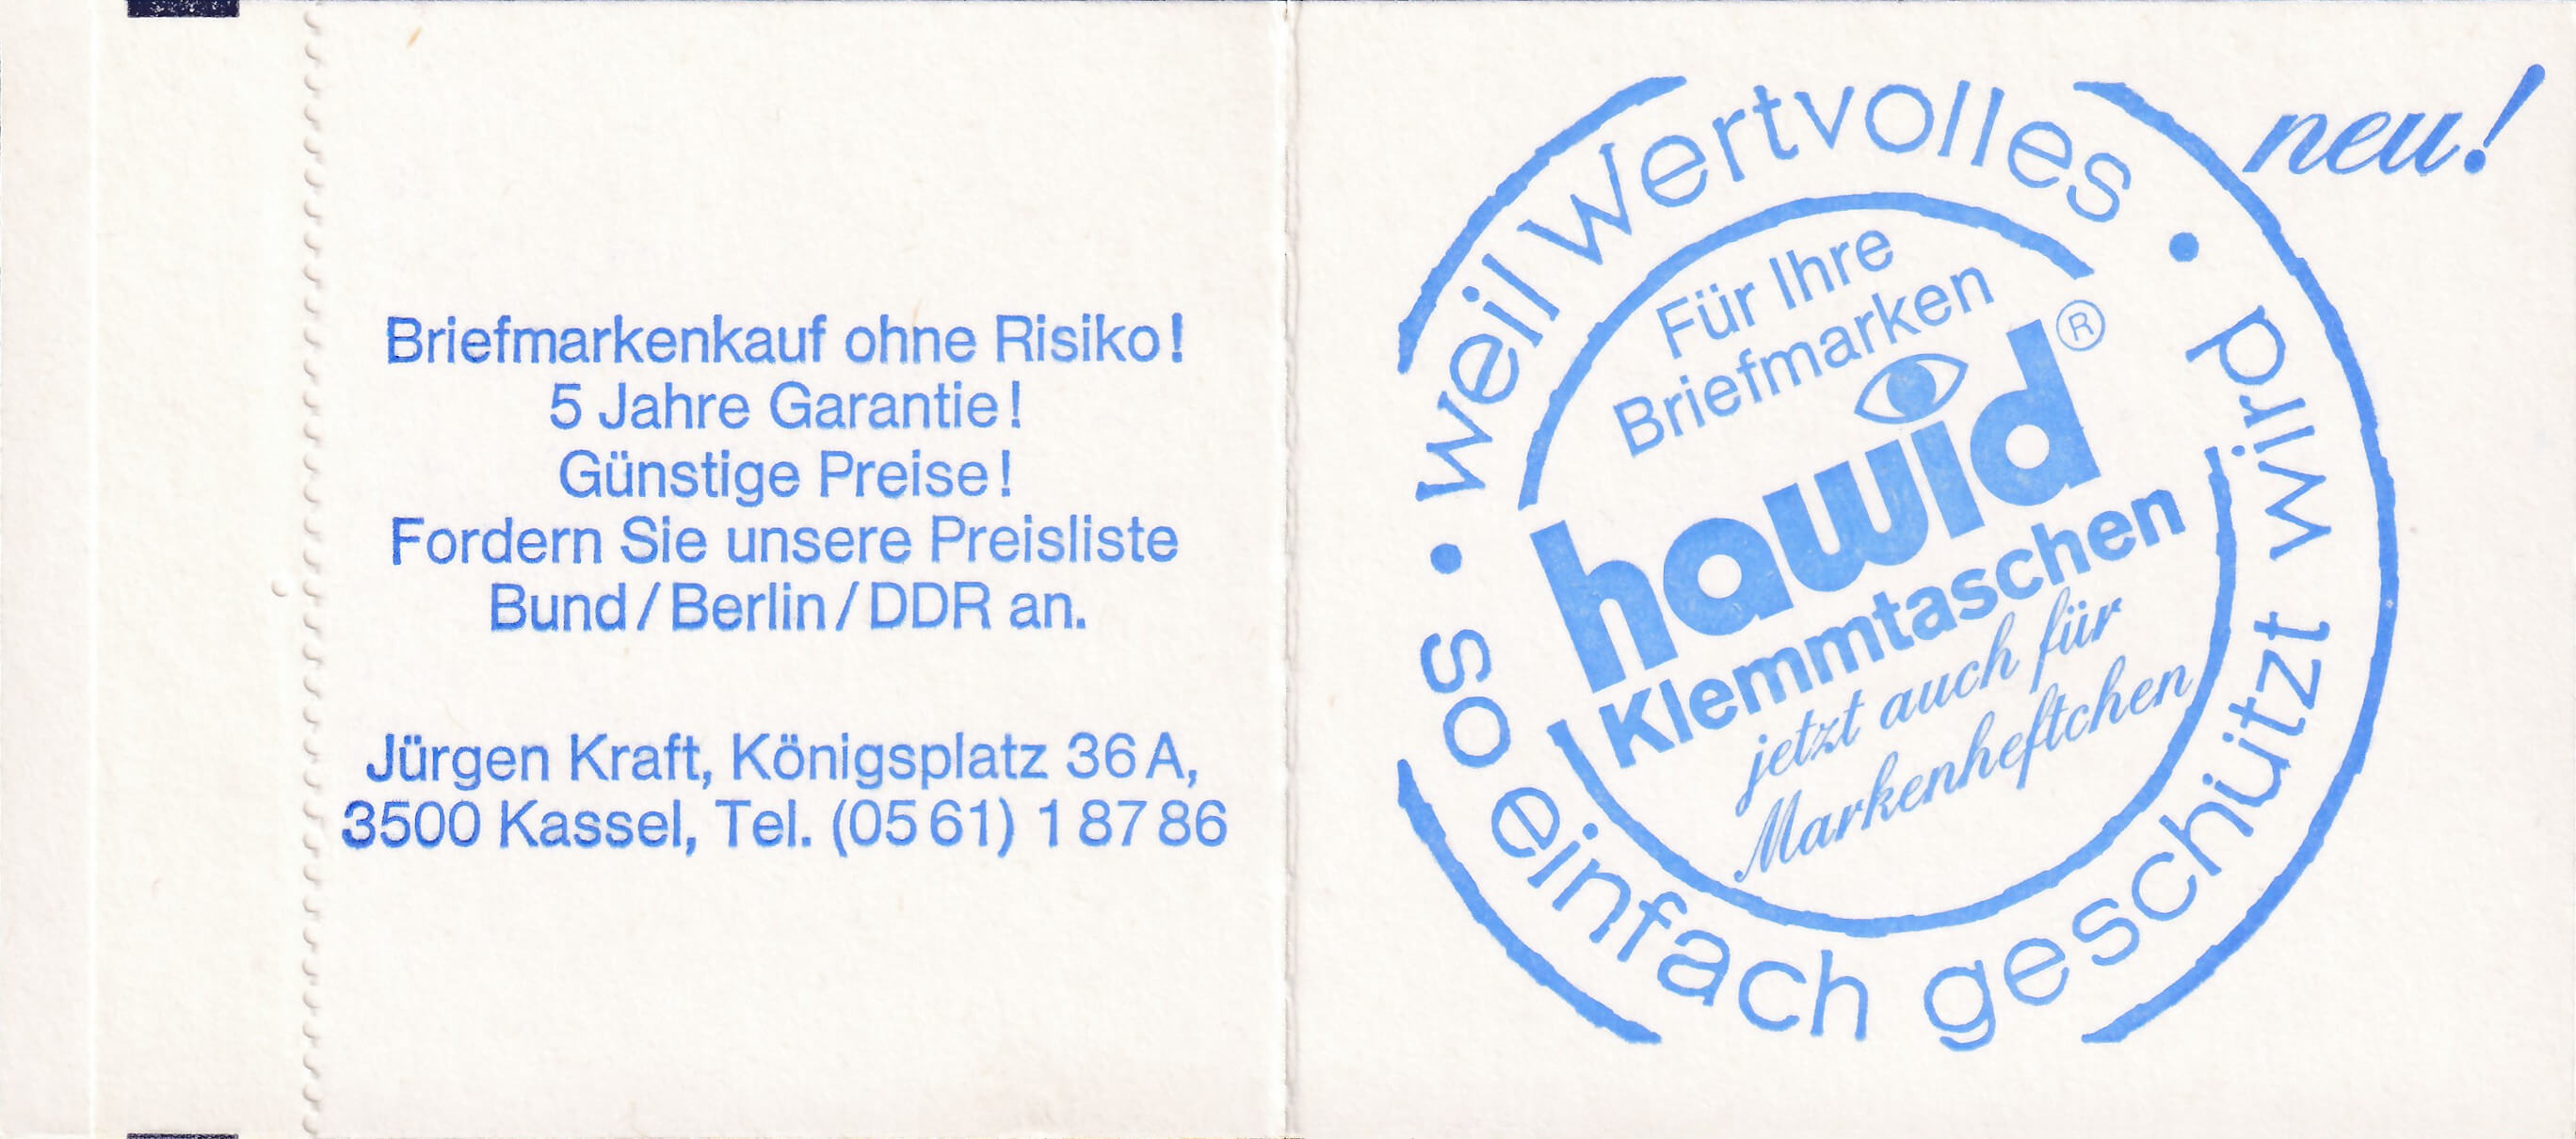 Briefmarkenkauf ohne Risiko!
5 Jahre Garantie!
Günstige Preise!
Fordern Sie unsere Preisliste
Bund/Berlin/DDR an.
Jürgen Kraft, Königsplatz 36 A,
3500 Kassel, Tel. (05 61) 1 87 86
neu!
• weil Wertvolles • wird so einfach geschützt
Für Ihre
Briefmarken
hawid®
Klemmtaschen
jetzt auch für
Markenheftchen